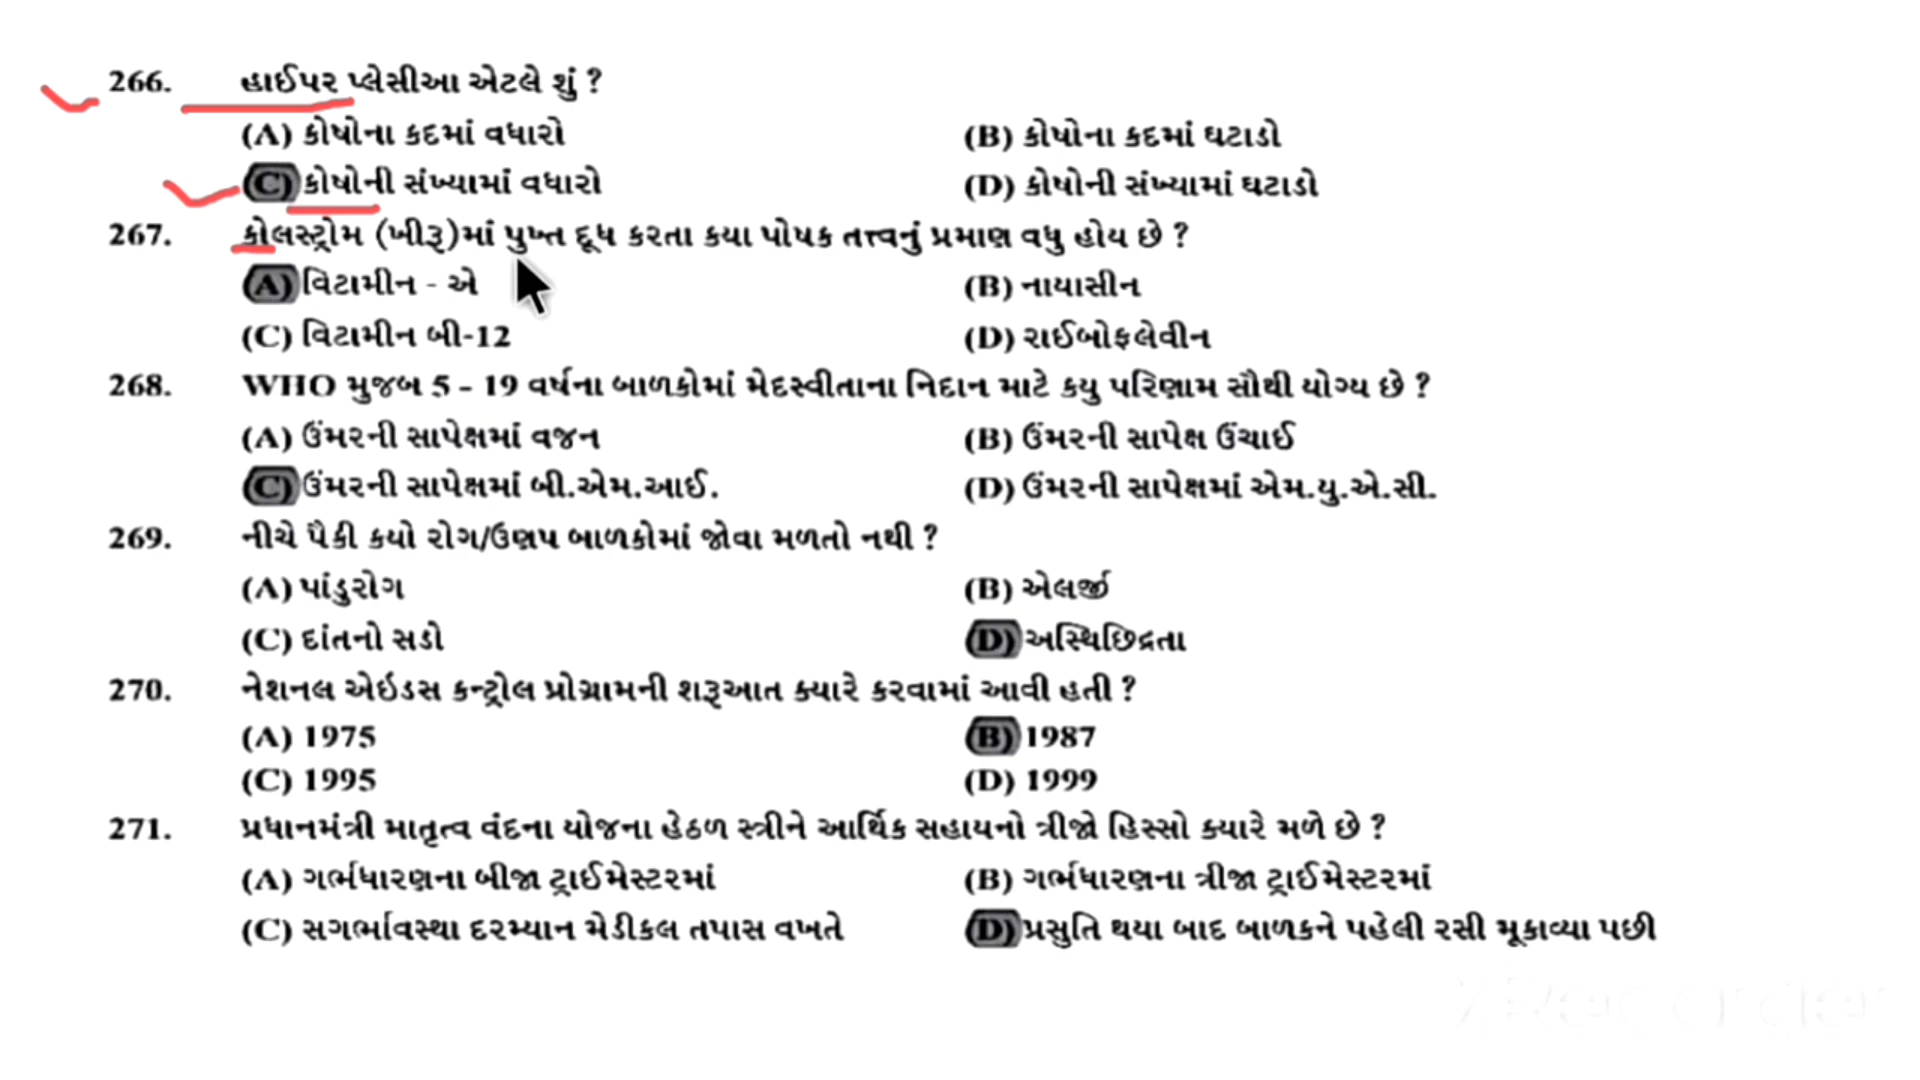 266. હાઈપર પ્લેસીઆ એટલે શું ?
(A) કોષોના કદમાં વધારો (B) કોષોના કદમાં ઘટાડો
(C) કોષોની સંખ્યામાં વધારો (D) કોષોની સંખ્યામાં ઘટાડો
267. કોલસ્ટ્રોમ (ખીરૂ)માં પુખ્ત દૂધ કરતા કયા પોષક તત્ત્વનું પ્રમાણ વધુ હોય છે ?
(A) વિટામીન - એ (B) નાયાસીન
(C) વિટામીન બી-12 (D) રાઈબોફલેવીન
268. WHO મુજબ 5 – 19 વર્ષના બાળકોમાં મેદસ્વીતાના નિદાન માટે કયુ પરિણામ સૌથી યોગ્ય છે ?
(A) ઉંમરની સાપેક્ષમાં વજન (B) ઉંમરની સાપેક્ષ ઉંચાઈ
(C) ઉંમરની સાપેક્ષમાં બી.એમ.આઈ. (D) ઉંમરની સાપેક્ષમાં એમ.યુ.એ.સી.
269. નીચે પૈકી કયો રોગ/ઉણપ બાળકોમાં જોવા મળતો નથી ?
(A) પાંડુરોગ (B) એલર્જી
(C) દાંતનો સડો (D) અસ્થિછિદ્રતા
270. નેશનલ એઇડસ કન્ટ્રોલ પ્રોગ્રામની શરૂઆત ક્યારે કરવામાં આવી હતી ?
(A) 1975 (B) 1987
(C) 1995 (D) 1999
271. પ્રધાનમંત્રી માતૃત્વ વંદના યોજના હેઠળ સ્ત્રીને આર્થિક સહાયનો ત્રીજો હિસ્સો ક્યારે મળે છે ?
(A) ગર્ભધારણના બીજા ટ્રાઈમેસ્ટરમાં (B) ગર્ભધારણના ત્રીજા ટ્રાઈમેસ્ટરમાં
(C) સગર્ભાવસ્થા દરમ્યાન મેડીકલ તપાસ વખતે (D) પ્રસુતિ થયા બાદ બાળકને પહેલી રસી મૂકાવ્યા પછી